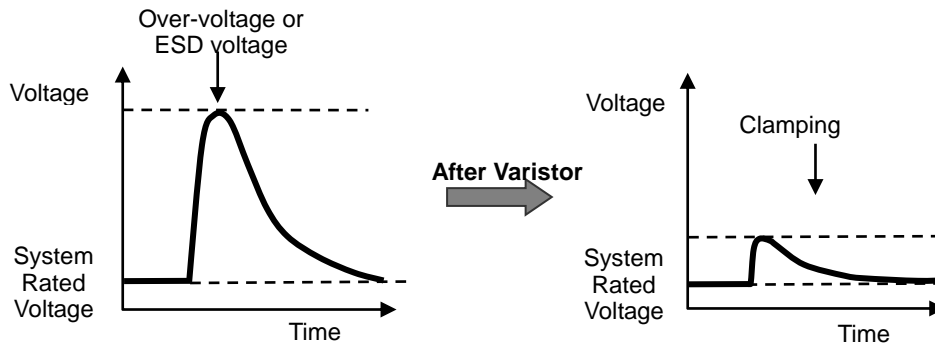 Over-voltage or
ESD voltage
Voltage
System
Rated
Voltage
Time
After Varistor
Voltage
Clamping
System
Rated
Voltage
Time